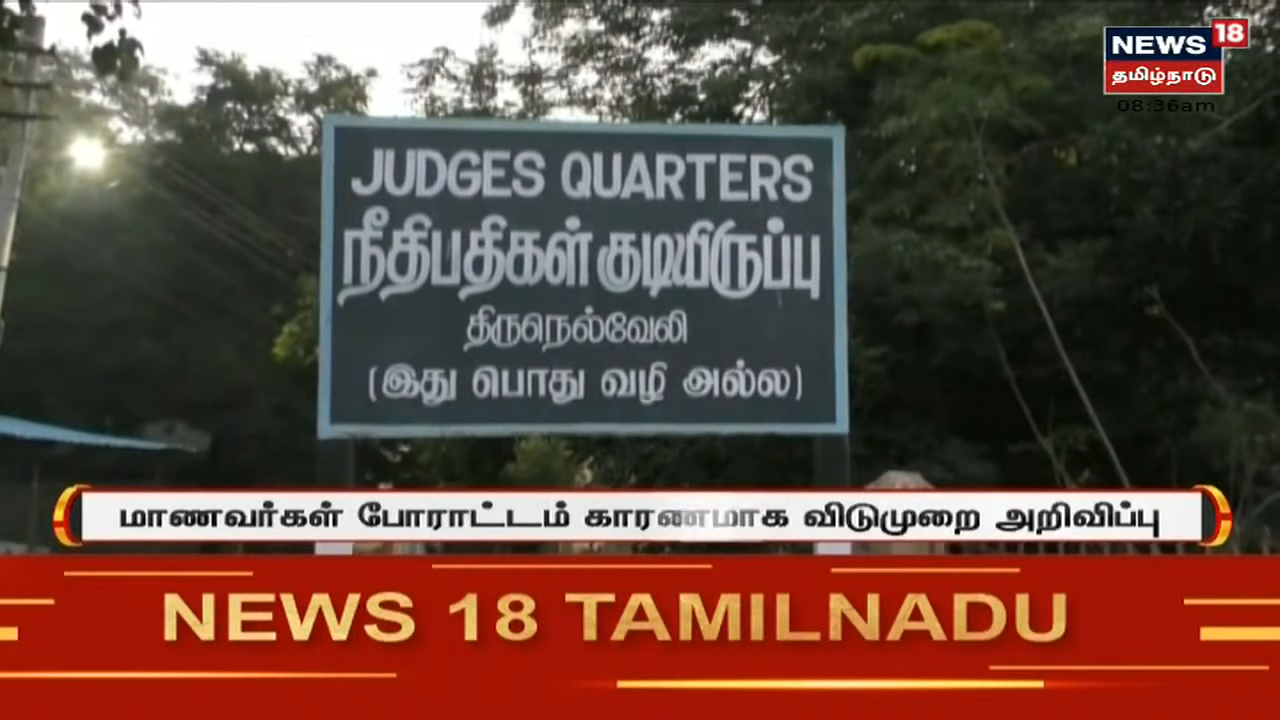 NEWS 18
தமிழ்நாடு
08:36am
JUDGES QUARTERS
நீதிபதிகள் குடியிருப்பு
திருநெல்வேலி
(இது பொது வழி அல்ல)
மாணவர்கள் போராட்டம் காரணமாக விடுமுறை அறிவிப்பு
NEWS 18 TAMILNADU